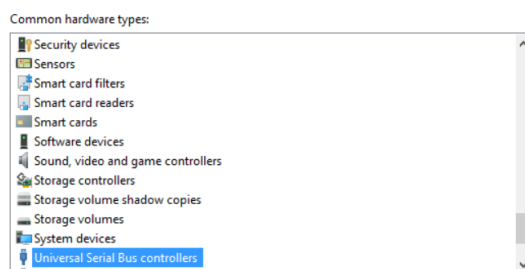 Common hardware types:
Security devices
Sensors
Smart card filters
Smart card readers
Smart cards
Software devices
Sound, video and game controllers
Storage controllers
Storage volume shadow copies
Storage volumes
System devices
Universal Serial Bus controllers